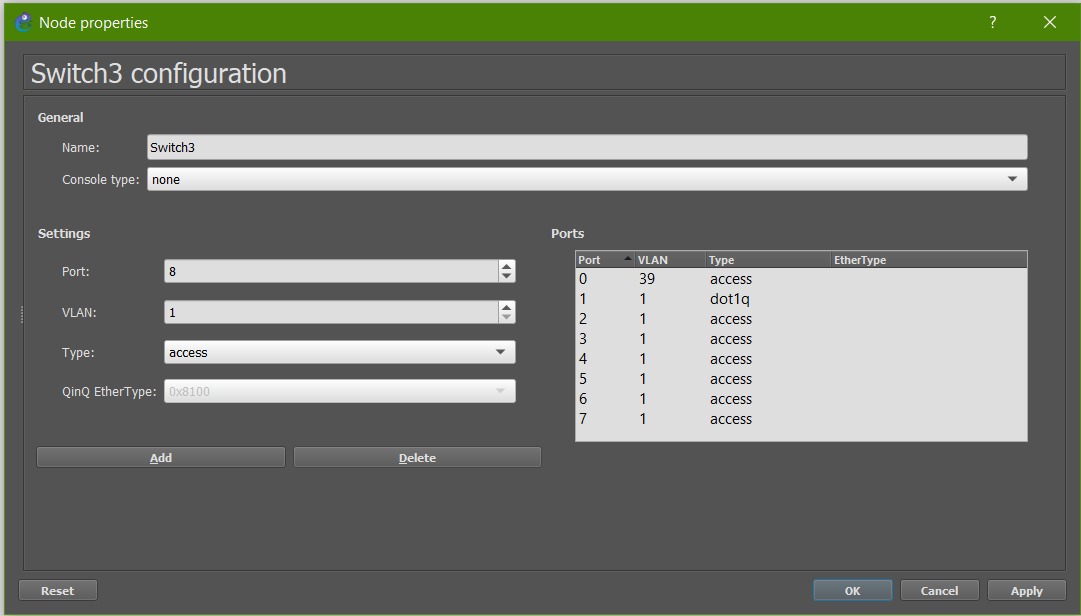 Node properties ?
Switch3 configuration
General
Name: Switch3
Console type: none
Settings
Port: 8
VLAN: 1
Type: access
QinQ EtherType: 0x8100
Add Delete
Ports
Port VLAN Type EtherType
0 39 access
1 1 dot1q
2 1 access
3 1 access
4 1 access
5 1 access
6 1 access
7 1 access
Reset OK Cancel Apply